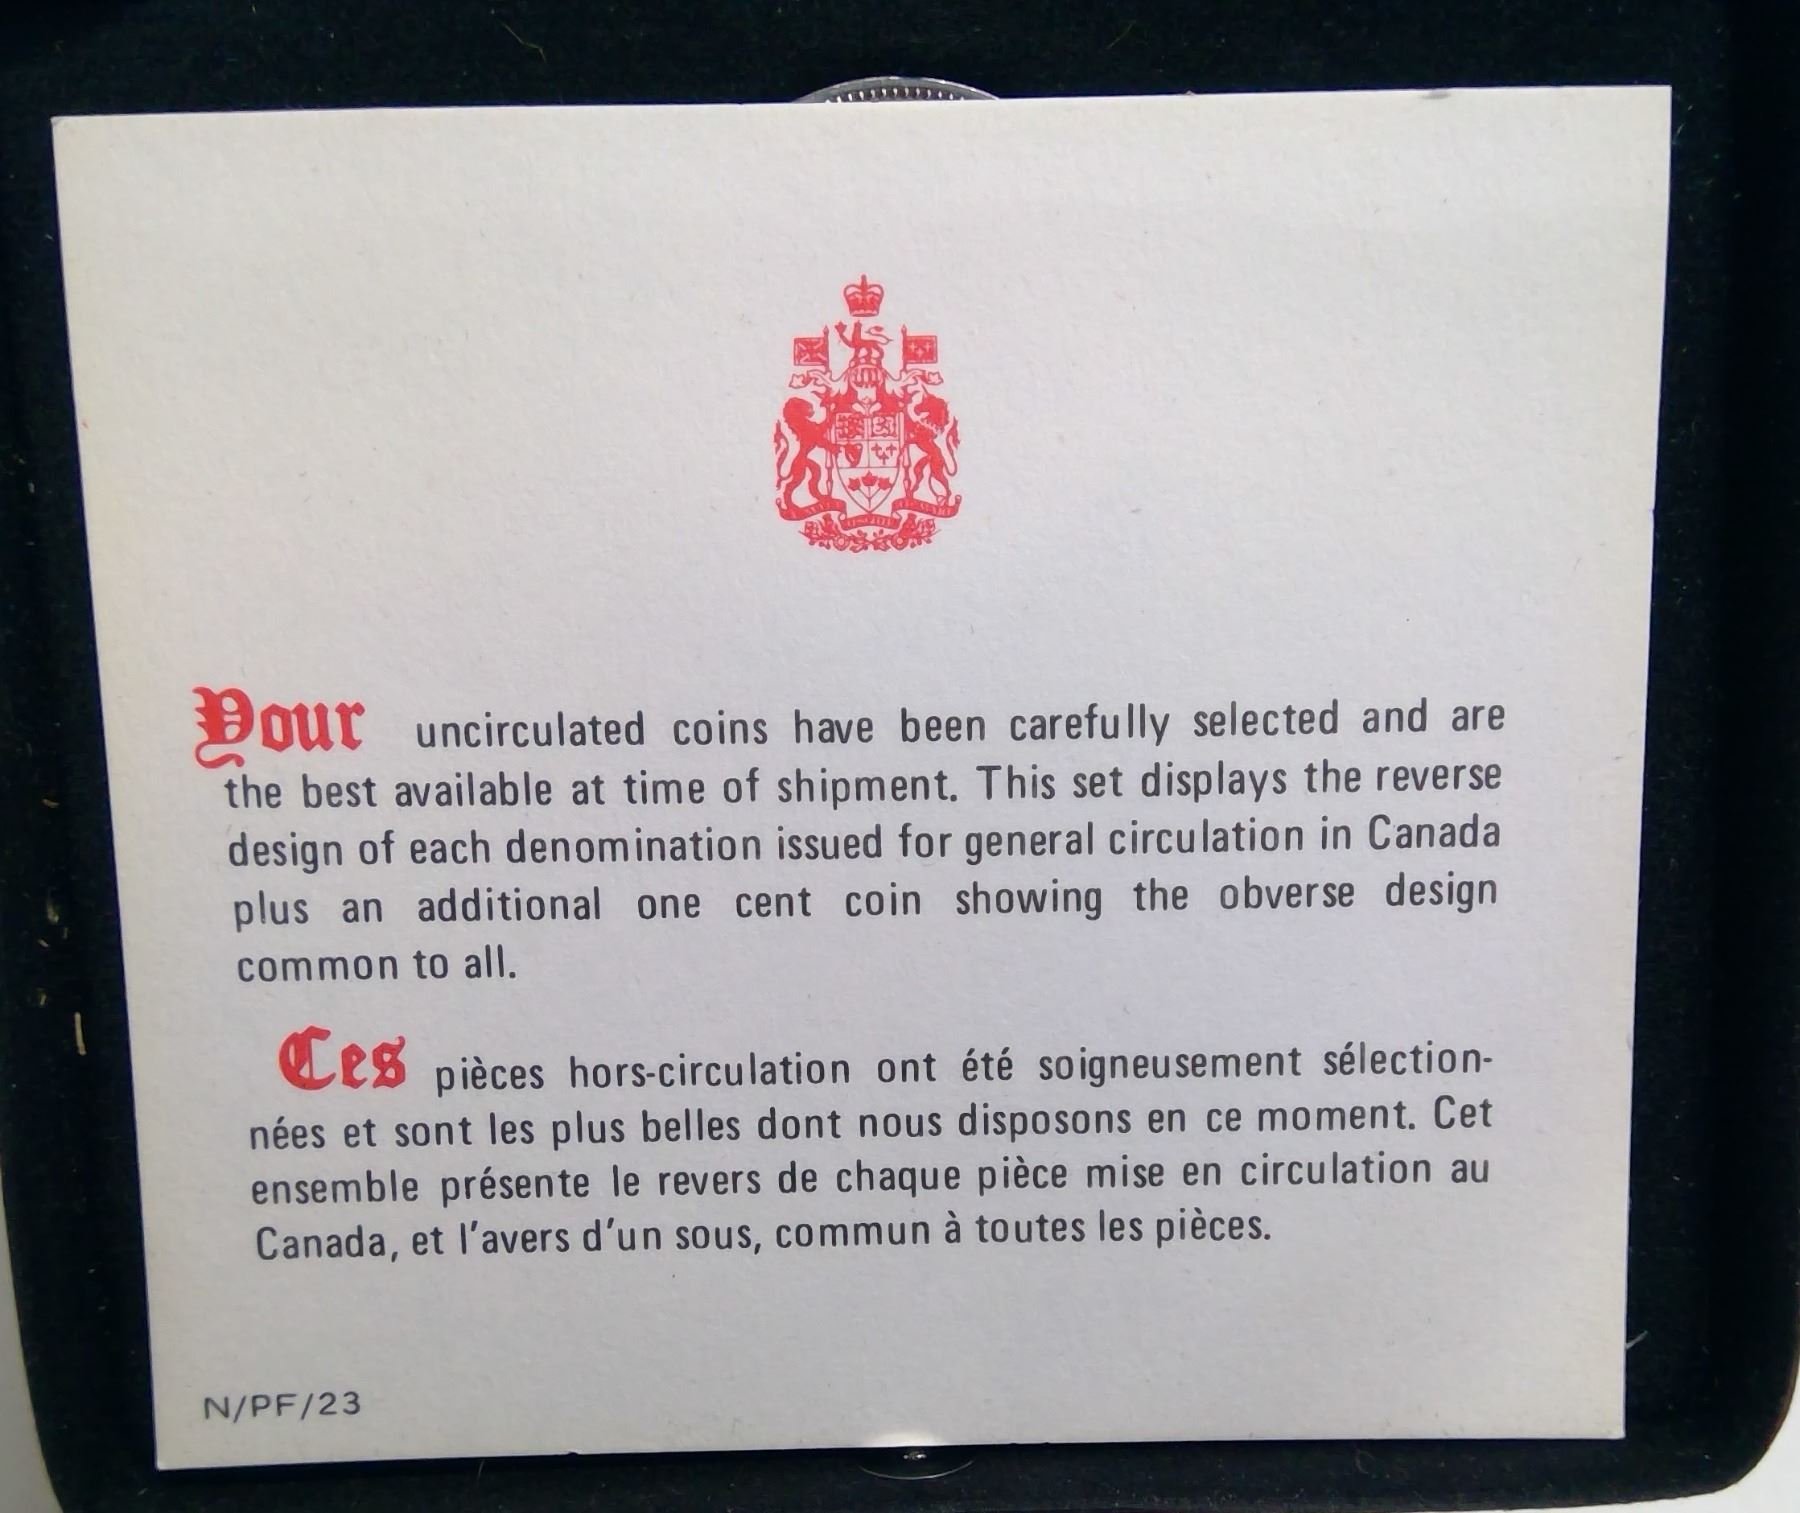 Your uncirculated coins have been carefully selected and are
the best available at time of shipment. This set displays the reverse
design of each denomination issued for general circulation in Canada
plus an additional one cent coin showing the obverse design
common to all.
Ces pièces hors-circulation ont été soigneusement sélection-
nées et sont les plus belles dont nous disposons en ce moment. Cet
ensemble présente le revers de chaque pièce mise en circulation au
Canada, et l'avers d'un sous, commun à toutes les pièces.
N/PF/23